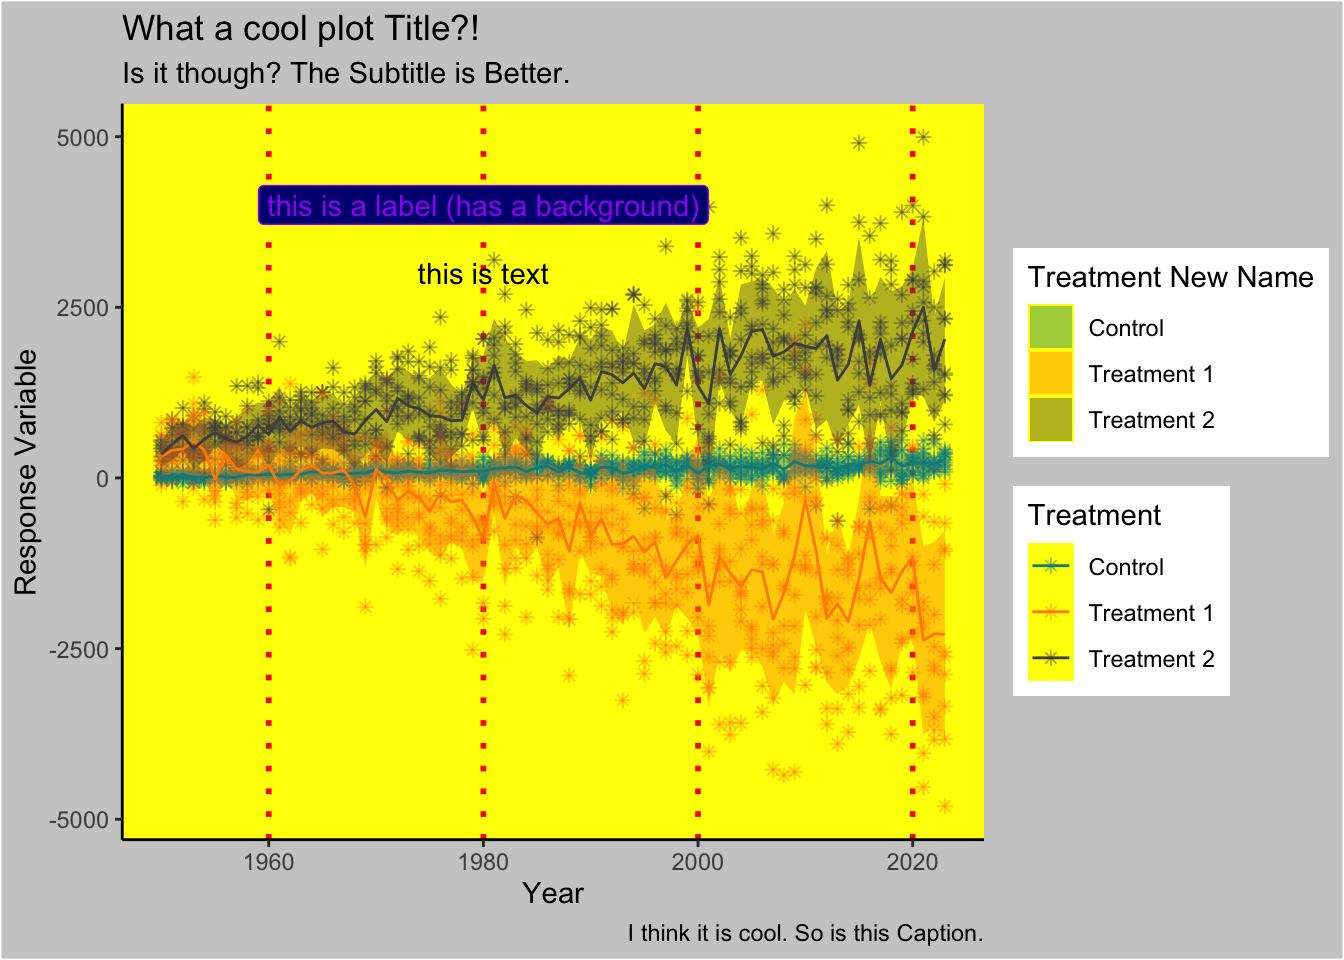 What a cool plot Title?!
Is it though? The Subtitle is Better.
5000
2500
0
-2500
-5000
Response Variable
this is a label (has a background)
this is text
1960
1980
2000
2020
Year
I think it is cool. So is this Caption.
Treatment New Name
Control
Treatment 1
Treatment 2
Treatment
Control
Treatment 1
Treatment 2